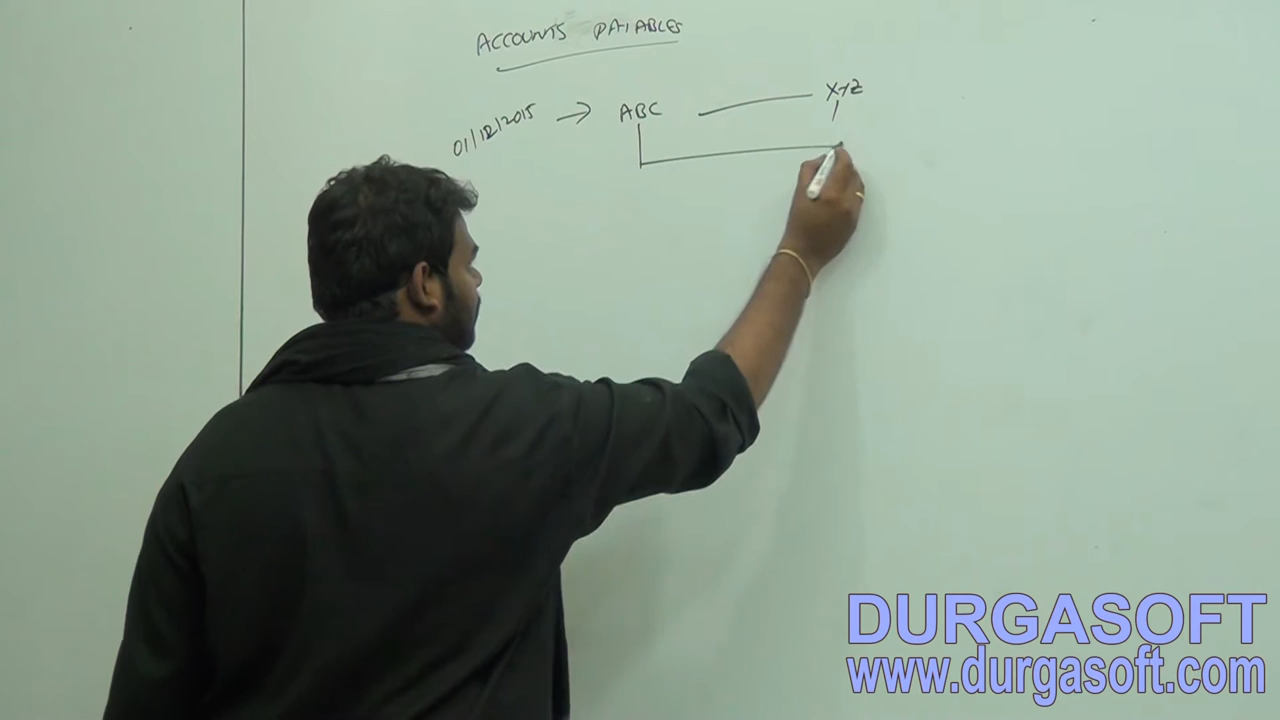 ACCOUNTS PAYABLES
01/12/2015 → ABC XYZ
DURGASOFT
www.durgasoft.com